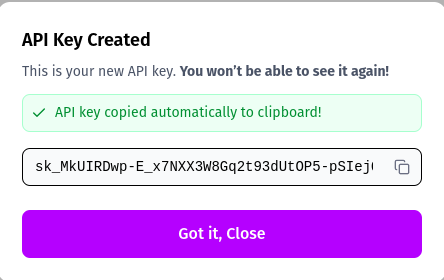 API Key Created
This is your new API key. You won't be able to see it again!
API key copied automatically to clipboard!
sk_MkUIRDwp-E_x7NXX3W8Gq2t93dUtOP5-pSIej
Got it, Close